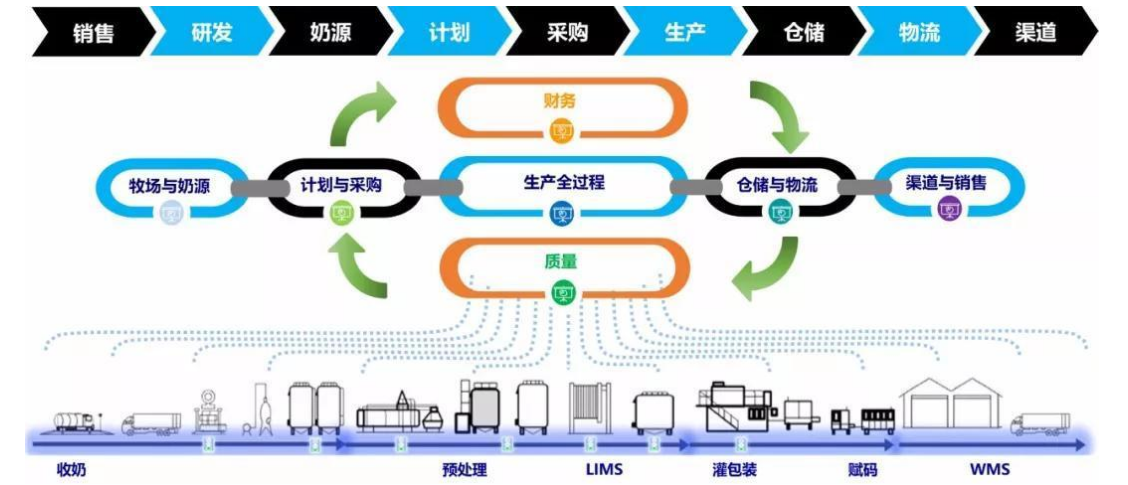 销售
研发
奶源
计划
采购
生产
仓储
物流
渠道
财务
牧场与奶源
计划与采购
生产全过程
仓储与物流
渠道与销售
质量
收奶
预处理
LIMS
灌包装
赋码
WMS